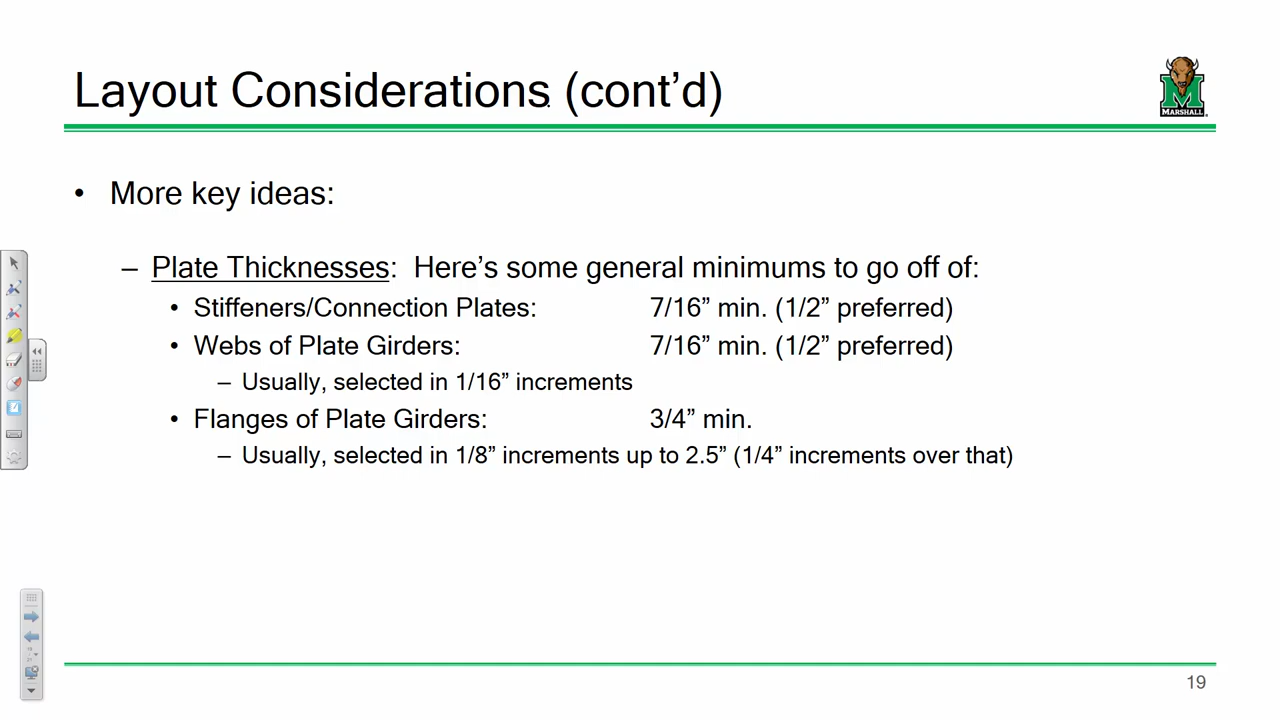 Layout Considerations (cont’d)
MARSHALL
• More key ideas:
– Plate Thicknesses: Here’s some general minimums to go off of:
• Stiffeners/Connection Plates: 7/16” min. (1/2” preferred)
• Webs of Plate Girders: 7/16” min. (1/2” preferred)
– Usually, selected in 1/16” increments
• Flanges of Plate Girders: 3/4” min.
– Usually, selected in 1/8” increments up to 2.5” (1/4” increments over that)
19